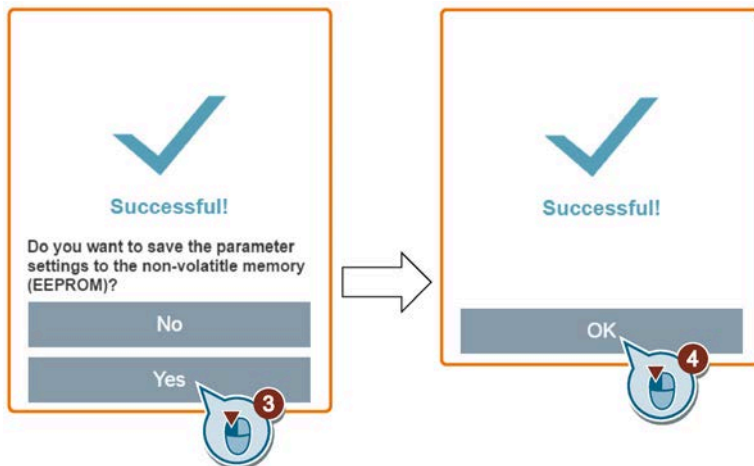 Successful!
Do you want to save the parameter
settings to the non-volatitle memory
(EEPROM)?
No
Yes
3
Successful!
OK
4